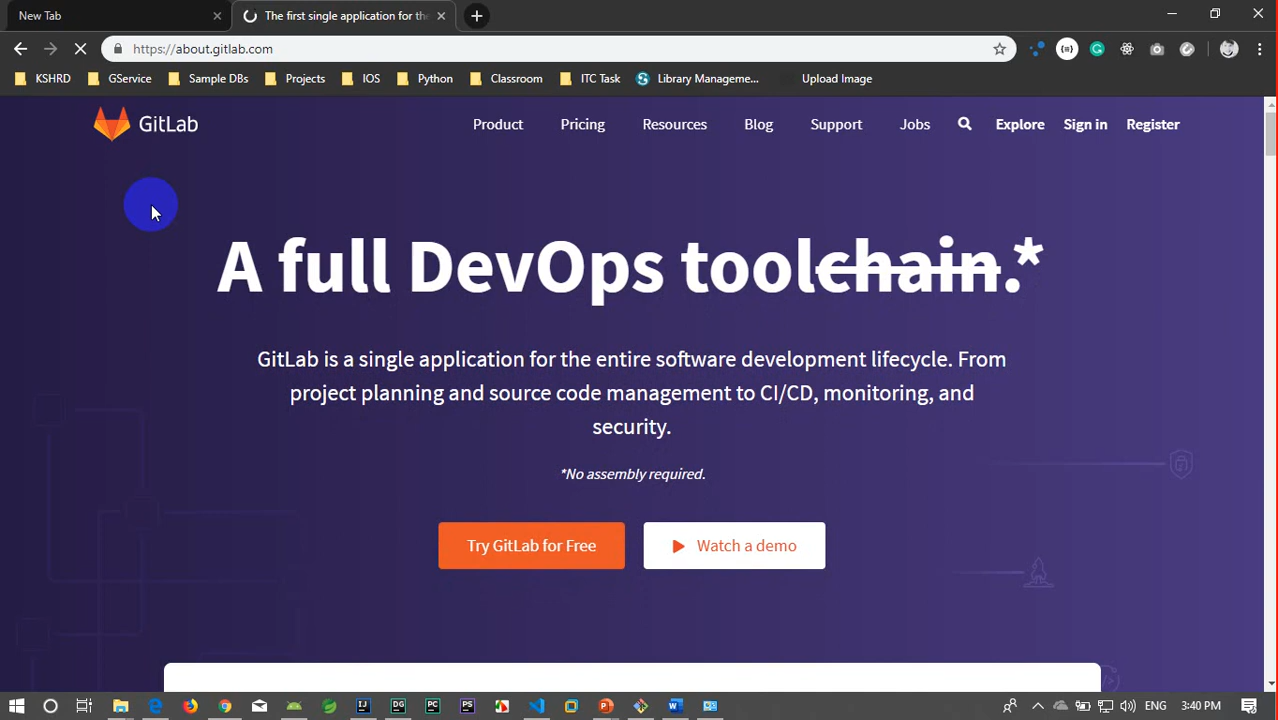 New Tab
The first single application for the
https://about.gitlab.com
KSHRD
GService
Sample DBs
Projects
IOS
Python
Classroom
ITC Task
Library Manageme...
Upload Image
GitLab
Product
Pricing
Resources
Blog
Support
Jobs
Explore
Sign in
Register
A full DevOps toolchain.*
GitLab is a single application for the entire software development lifecycle. From
project planning and source code management to CI/CD, monitoring, and
security.
*No assembly required.
Try GitLab for Free
Watch a demo
IJ
DG
PC
PS
ENG
3:40 PM